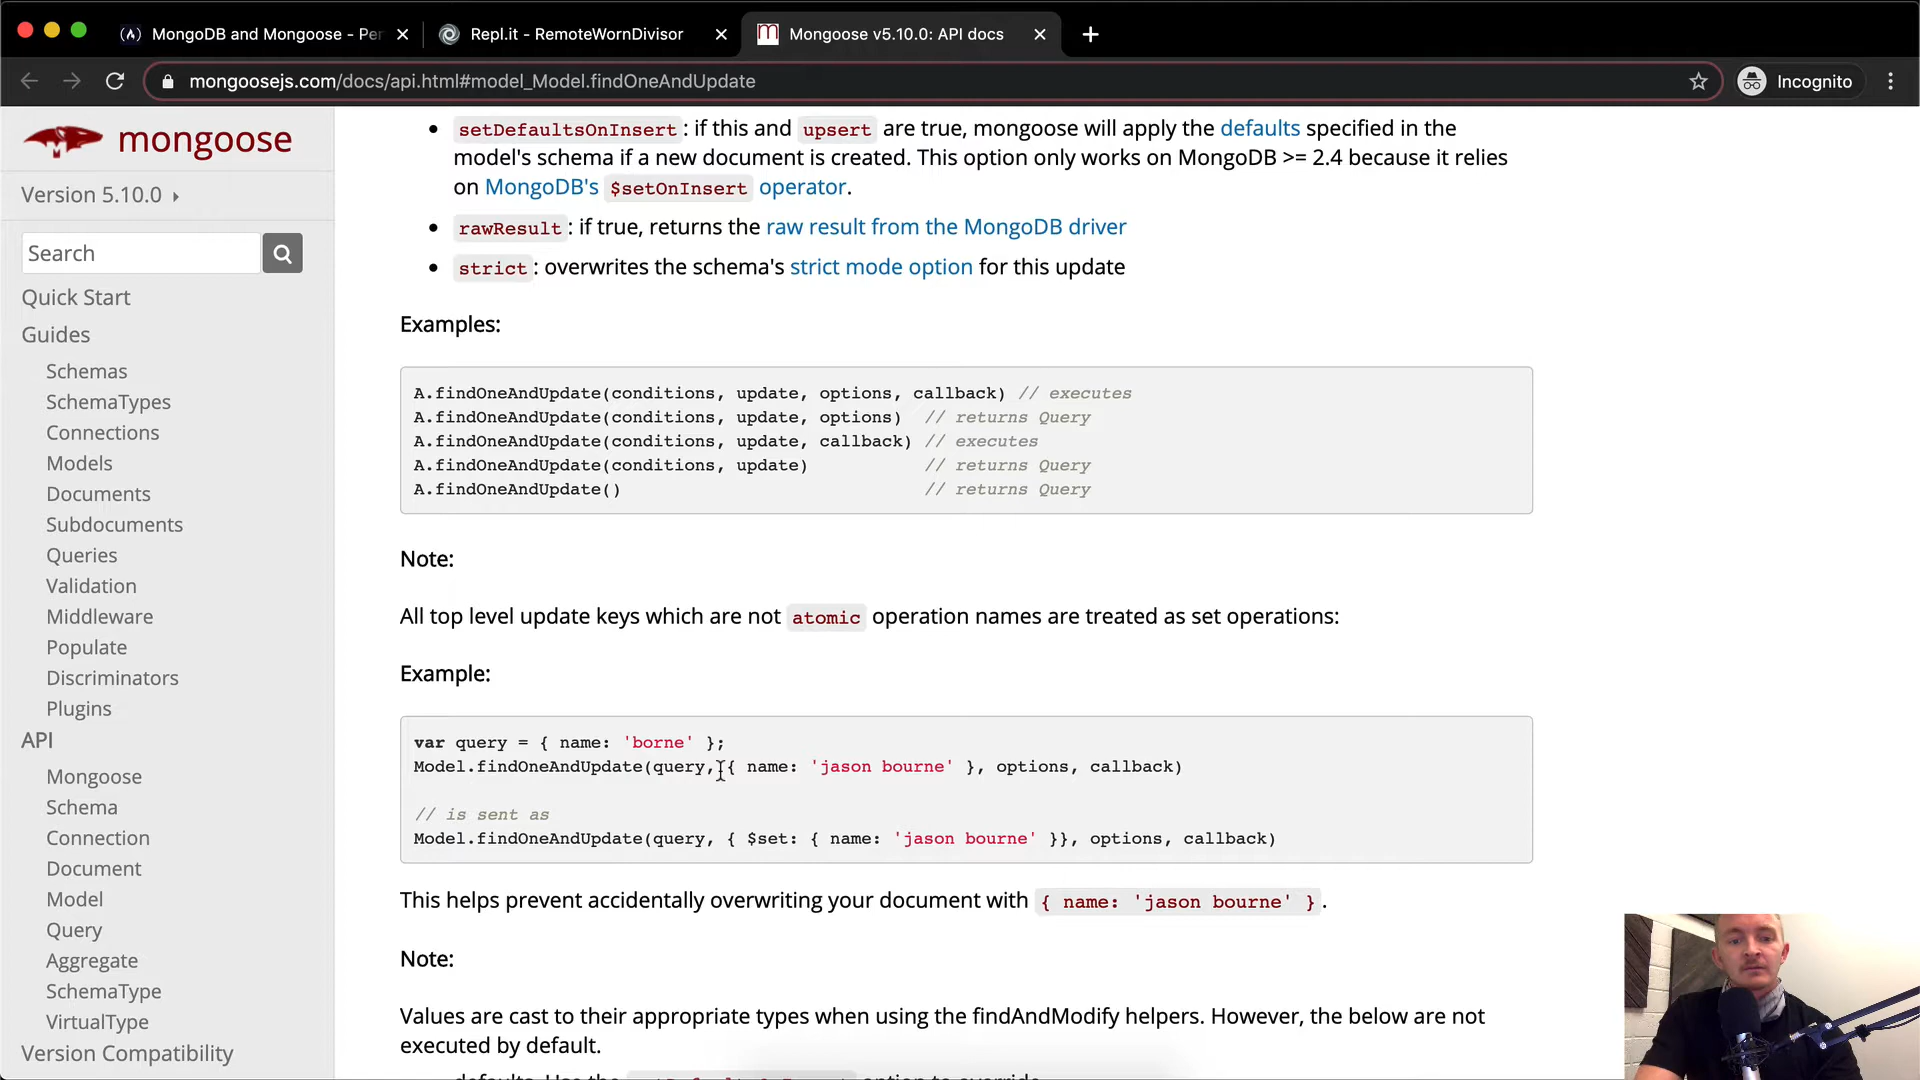 MongoDB and Mongoose - Per
Repl.it - RemoteWornDivisor
Mongoose v5.10.0: API docs
mongoosejs.com/docs/api.html#model_Model.findOneAndUpdate
Incognito
mongoose
Version 5.10.0
Search
Quick Start
Guides
Schemas
SchemaTypes
Connections
Models
Documents
Subdocuments
Queries
Validation
Middleware
Populate
Discriminators
Plugins
API
Mongoose
Schema
Connection
Document
Model
Query
Aggregate
SchemaType
VirtualType
Version Compatibility
setDefaultsOnInsert: if this and upsert are true, mongoose will apply the defaults specified in the
model's schema if a new document is created. This option only works on MongoDB >= 2.4 because it relies
on MongoDB's $setOnInsert operator.
rawResult: if true, returns the raw result from the MongoDB driver
strict: overwrites the schema's strict mode option for this update
Examples:
A.findOneAndUpdate(conditions, update, options, callback) // executes
A.findOneAndUpdate(conditions, update, options)  // returns Query
A.findOneAndUpdate(conditions, update, callback) // executes
A.findOneAndUpdate(conditions, update)           // returns Query
A.findOneAndUpdate()                             // returns Query
Note:
All top level update keys which are not atomic operation names are treated as set operations:
Example:
var query = { name: 'borne' };
Model.findOneAndUpdate(query, { name: 'jason bourne' }, options, callback)
// is sent as
Model.findOneAndUpdate(query, { $set: { name: 'jason bourne' }}, options, callback)
This helps prevent accidentally overwriting your document with { name: 'jason bourne' }.
Note:
Values are cast to their appropriate types when using the findAndModify helpers. However, the below are not
executed by default.
defaults. Use the setDefaultsOnInsert option to override.